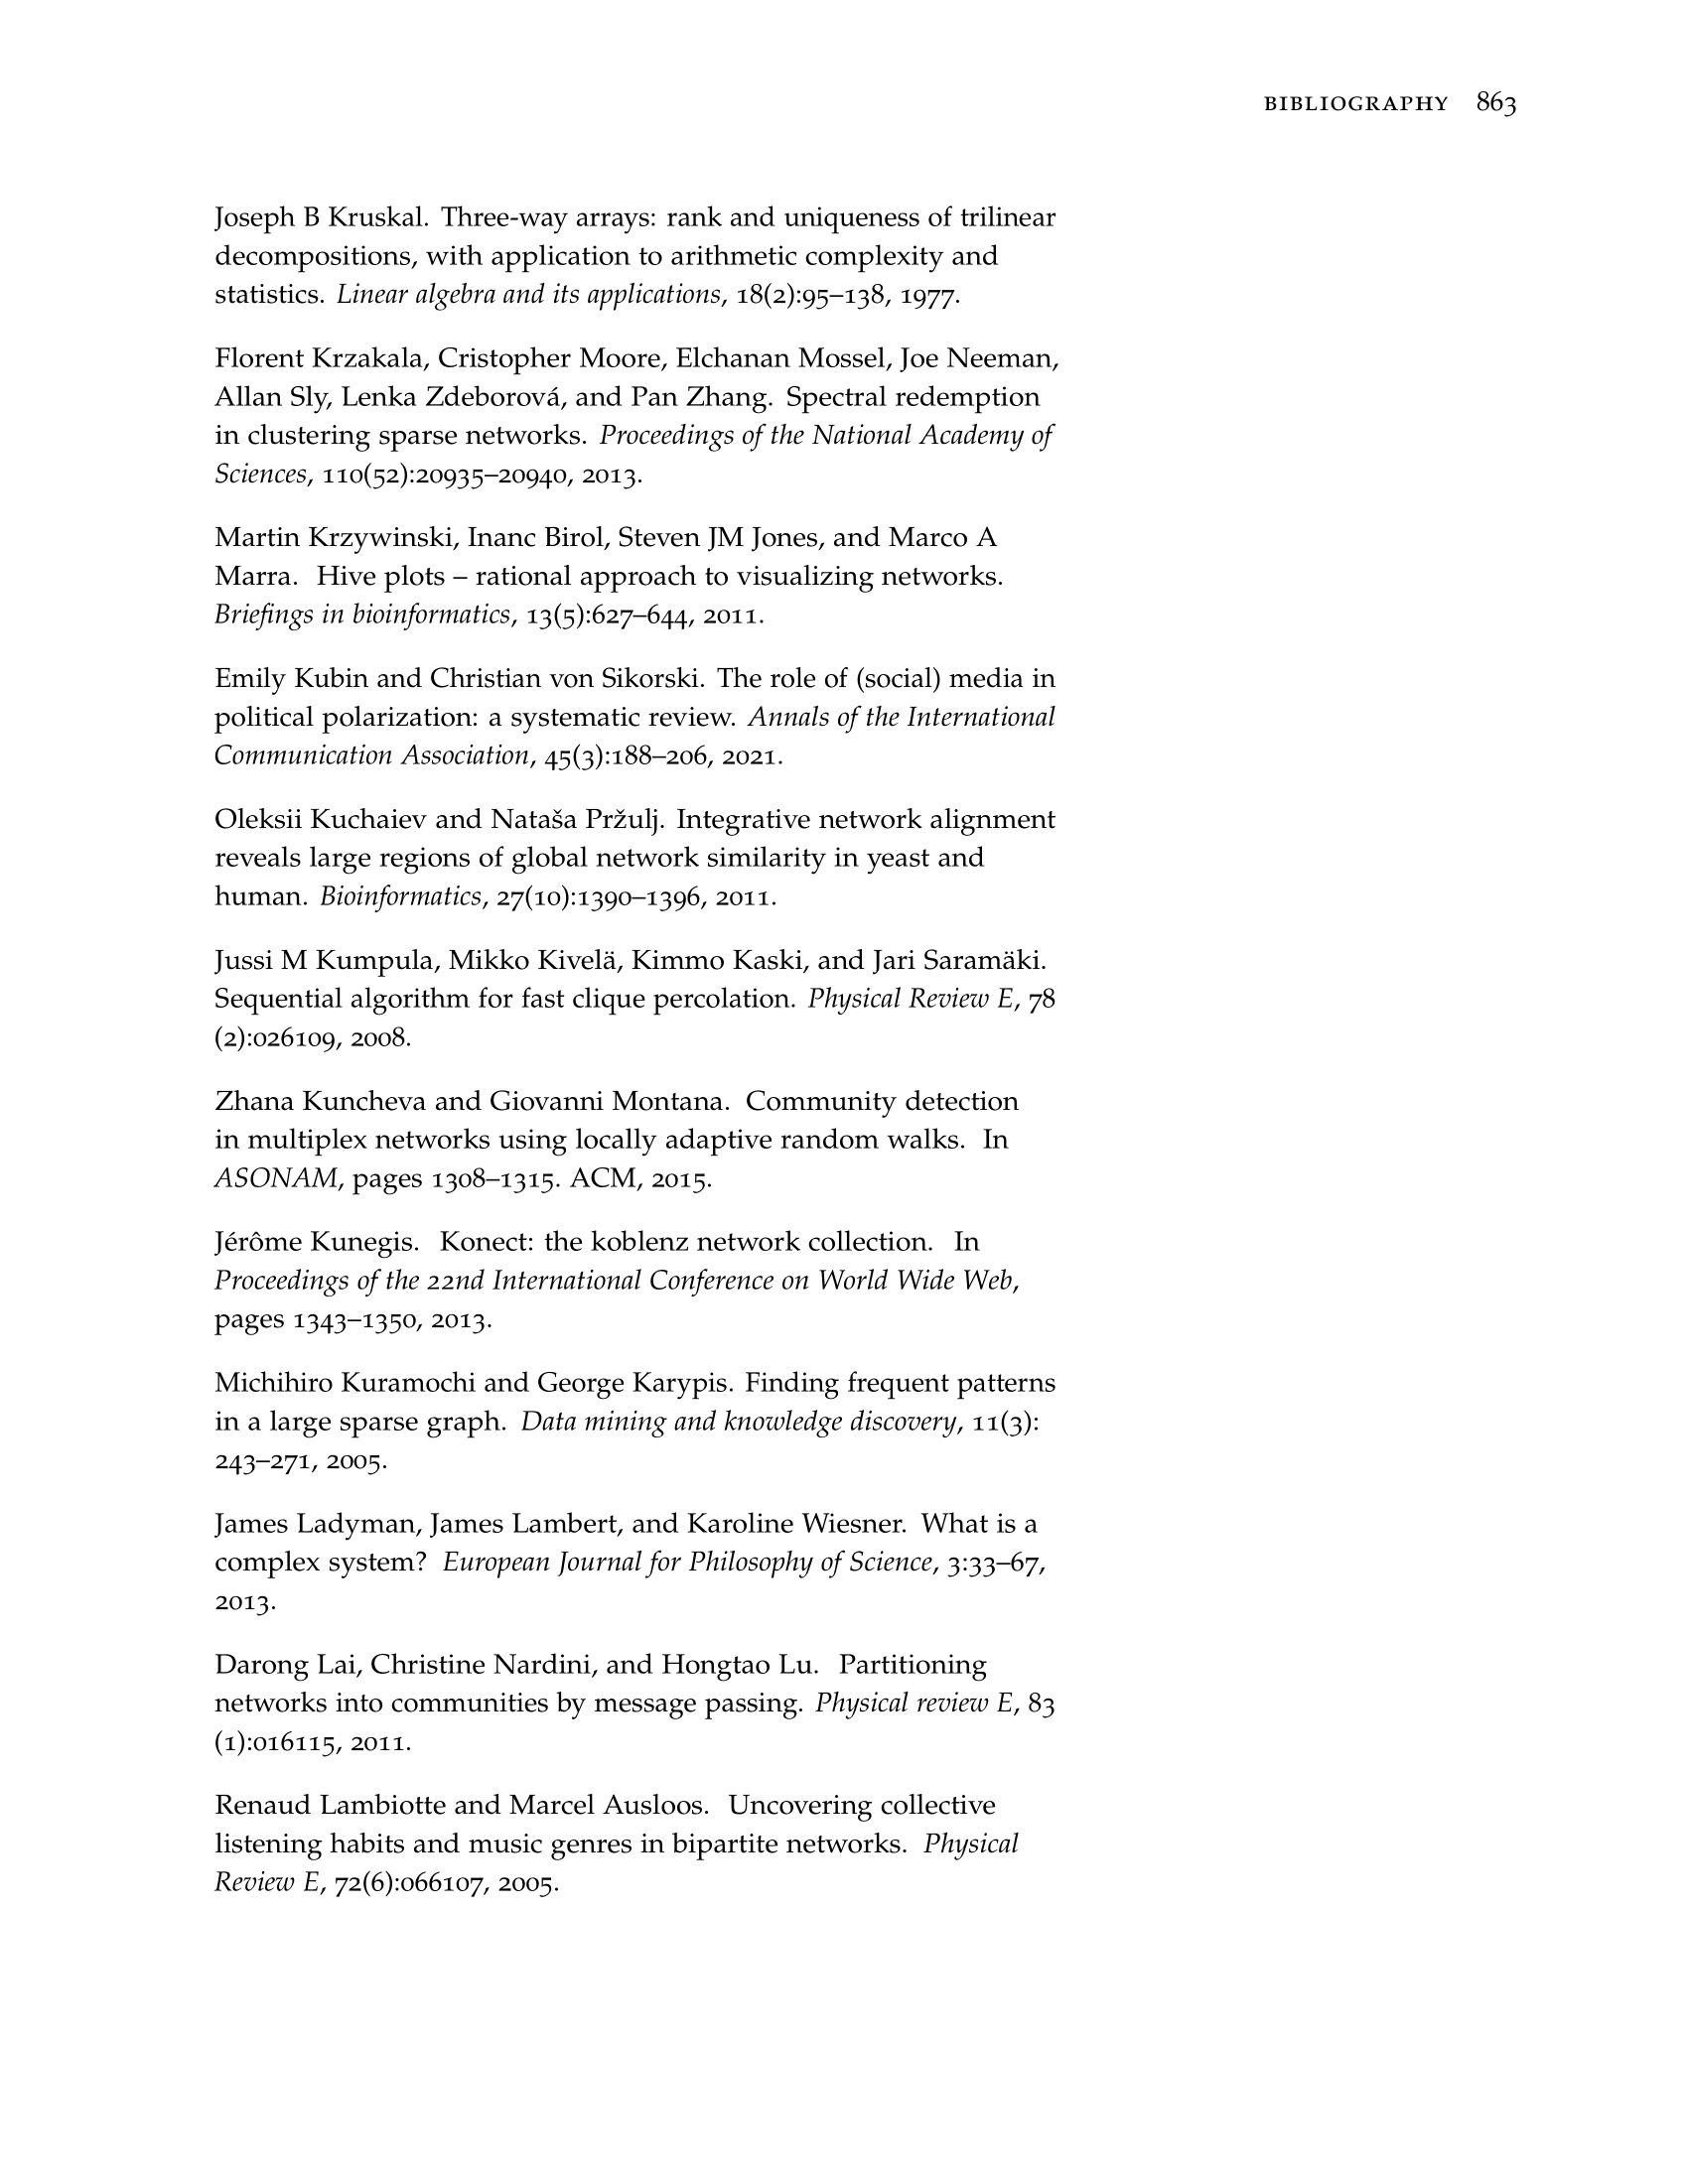 BIBLIOGRAPHY 863
Joseph B Kruskal. Three-way arrays: rank and uniqueness of trilinear
decompositions, with application to arithmetic complexity and
statistics. Linear algebra and its applications, 18(2):95–138, 1977.
Florent Krzakala, Cristopher Moore, Elchanan Mossel, Joe Neeman,
Allan Sly, Lenka Zdeborová, and Pan Zhang. Spectral redemption
in clustering sparse networks. Proceedings of the National Academy of
Sciences, 110(52):20935–20940, 2013.
Martin Krzywinski, Inanc Birol, Steven JM Jones, and Marco A
Marra. Hive plots – rational approach to visualizing networks.
Briefings in bioinformatics, 13(5):627–644, 2011.
Emily Kubin and Christian von Sikorski. The role of (social) media in
political polarization: a systematic review. Annals of the International
Communication Association, 45(3):188–206, 2021.
Oleksii Kuchaiev and Nataša Pržulj. Integrative network alignment
reveals large regions of global network similarity in yeast and
human. Bioinformatics, 27(10):1390–1396, 2011.
Jussi M Kumpula, Mikko Kivelä, Kimmo Kaski, and Jari Saramäki.
Sequential algorithm for fast clique percolation. Physical Review E, 78
(2):026109, 2008.
Zhana Kuncheva and Giovanni Montana. Community detection
in multiplex networks using locally adaptive random walks. In
ASONAM, pages 1308–1315. ACM, 2015.
Jérôme Kunegis. Konect: the koblenz network collection. In
Proceedings of the 22nd International Conference on World Wide Web,
pages 1343–1350, 2013.
Michihiro Kuramochi and George Karypis. Finding frequent patterns
in a large sparse graph. Data mining and knowledge discovery, 11(3):
243–271, 2005.
James Ladyman, James Lambert, and Karoline Wiesner. What is a
complex system? European Journal for Philosophy of Science, 3:33–67,
2013.
Darong Lai, Christine Nardini, and Hongtao Lu. Partitioning
networks into communities by message passing. Physical review E, 83
(1):016115, 2011.
Renaud Lambiotte and Marcel Ausloos. Uncovering collective
listening habits and music genres in bipartite networks. Physical
Review E, 72(6):066107, 2005.